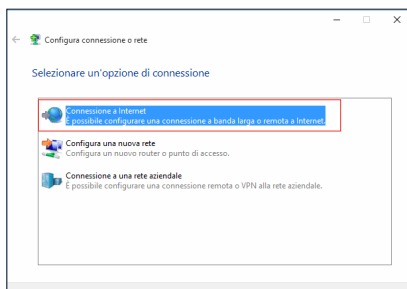 Configura connessione o rete
Selezionare un'opzione di connessione
Connessione a Internet
È possibile configurare una connessione a banda larga o remota a Internet.
Configura una nuova rete
Configura un nuovo router o punto di accesso.
Connessione a una rete aziendale
È possibile configurare una connessione remota o VPN alla rete aziendale.